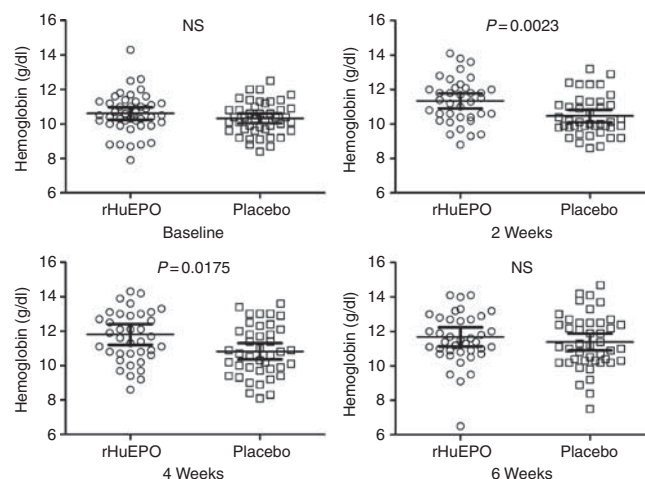 16
14
12
10
8
6
Hemoglobin (g/dl)
NS
rHuEPO
Placebo
Baseline
16
14
12
10
8
6
Hemoglobin (g/dl)
P=0.0023
rHuEPO
Placebo
2 Weeks
16
14
12
10
8
6
Hemoglobin (g/dl)
P=0.0175
rHuEPO
Placebo
4 Weeks
16
14
12
10
8
6
Hemoglobin (g/dl)
NS
rHuEPO
Placebo
6 Weeks